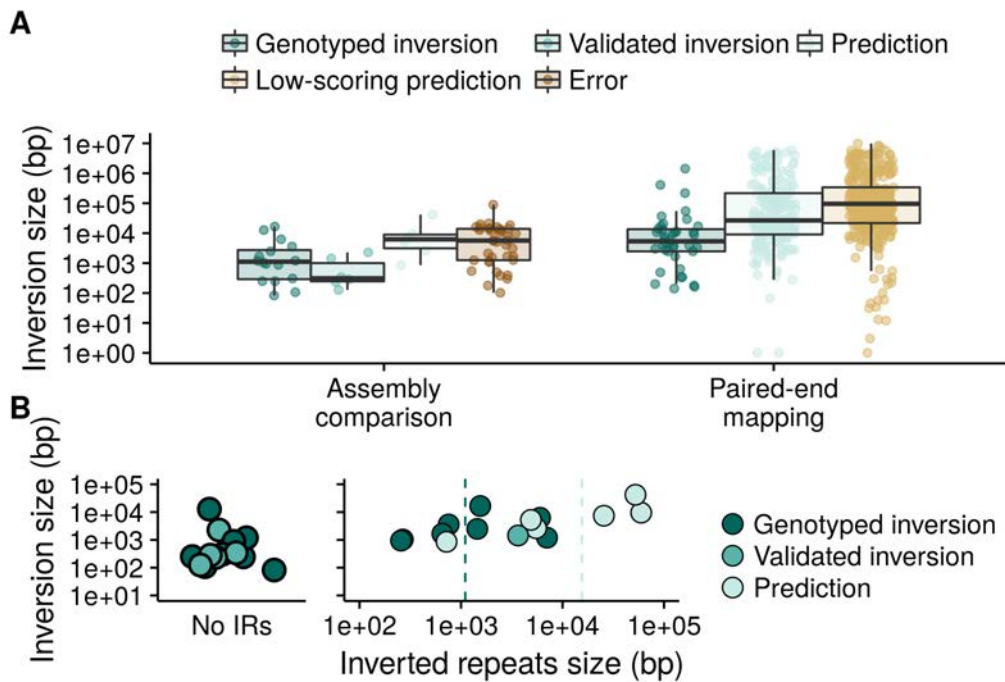 A
Genotyped inversion
Validated inversion
Prediction
Low-scoring prediction
Error
Inversion size (bp)
1e+07
1e+06
1e+05
1e+04
1e+03
1e+02
1e+01
1e+00
Assembly
comparison
Paired-end
mapping
B
Inversion size (bp)
1e+05
1e+04
1e+03
1e+02
1e+01
No IRs
1e+02
1e+03
1e+04
1e+05
Inverted repeats size (bp)
Genotyped inversion
Validated inversion
Prediction